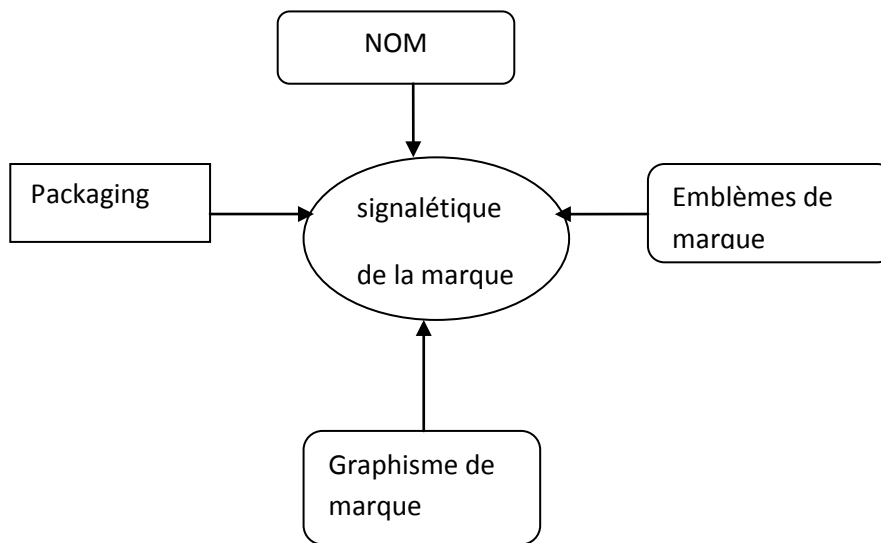 NOM
Packaging
signalétique
de la marque
Emblèmes de
marque
Graphisme de
marque